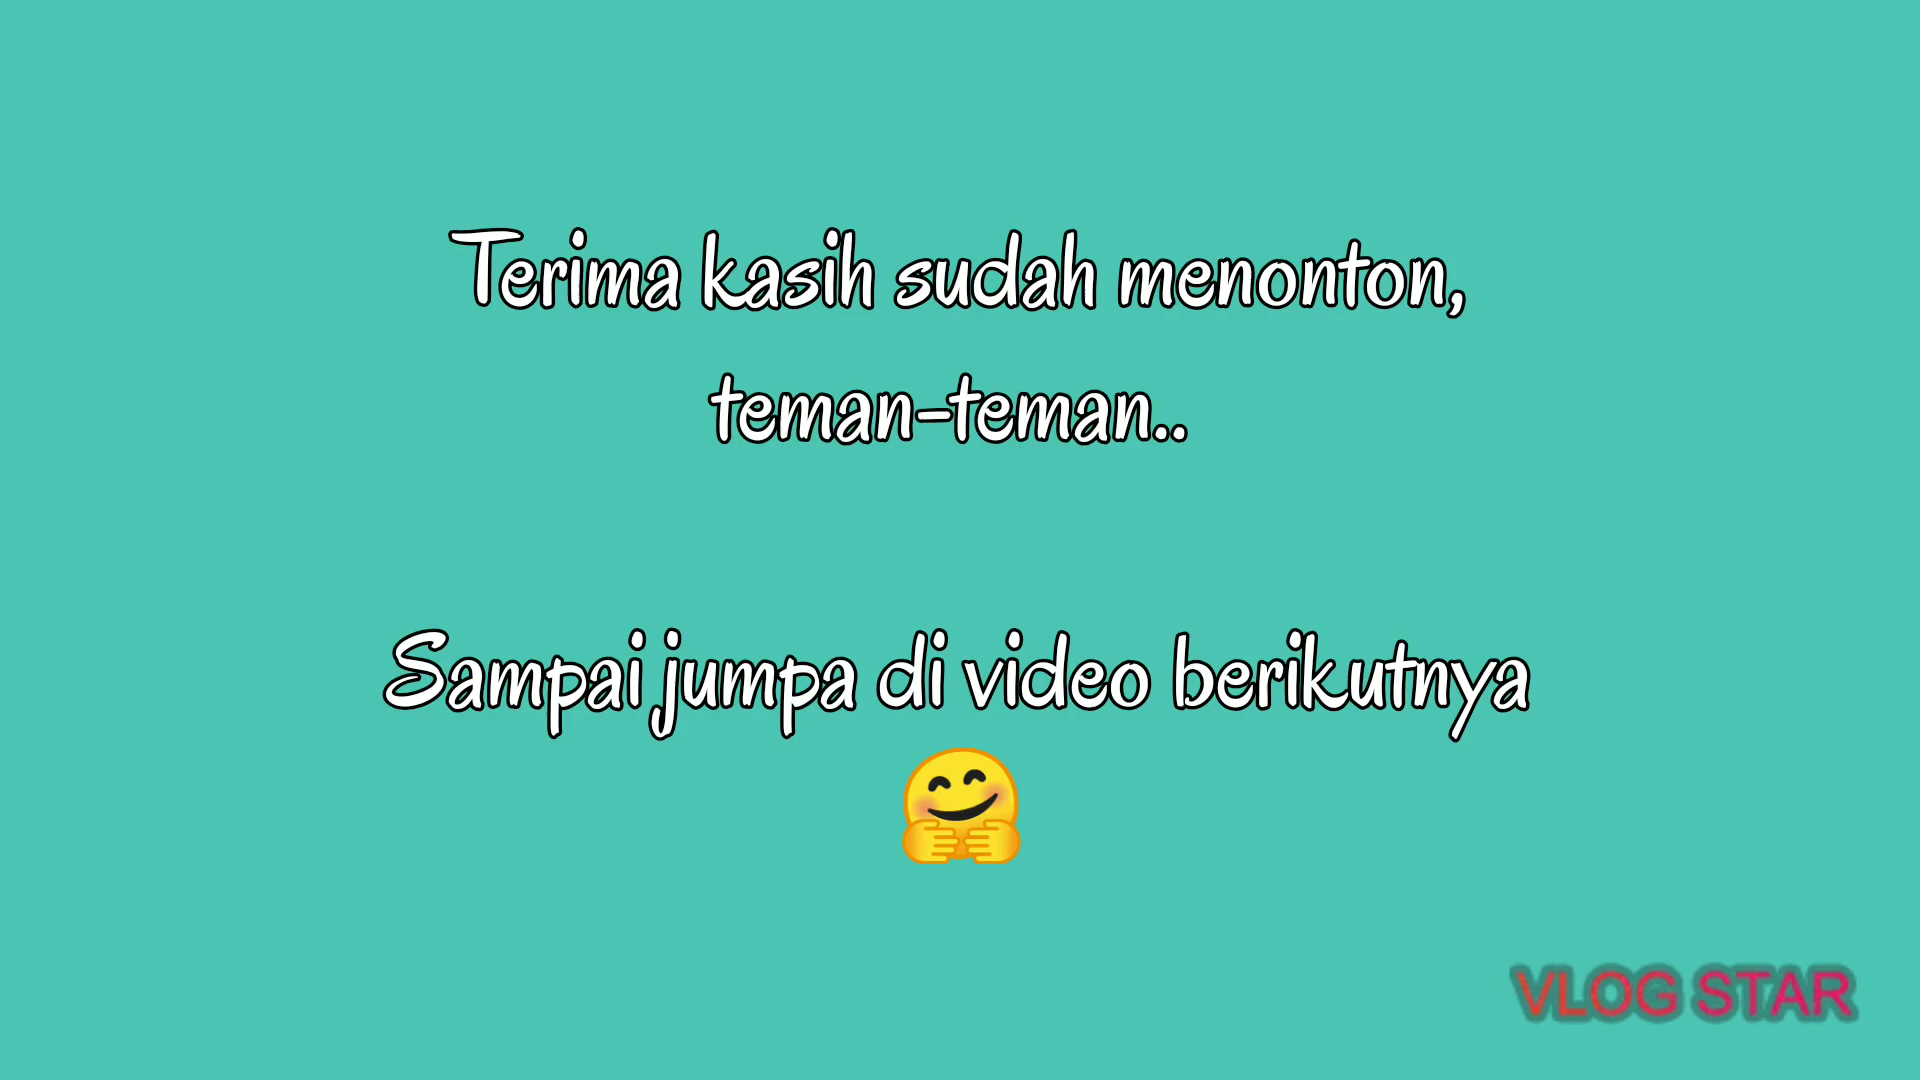 Terima kasih sudah menonton,
teman-teman..
Sampai jumpa di video berikutnya
🤗
VLOG STAR